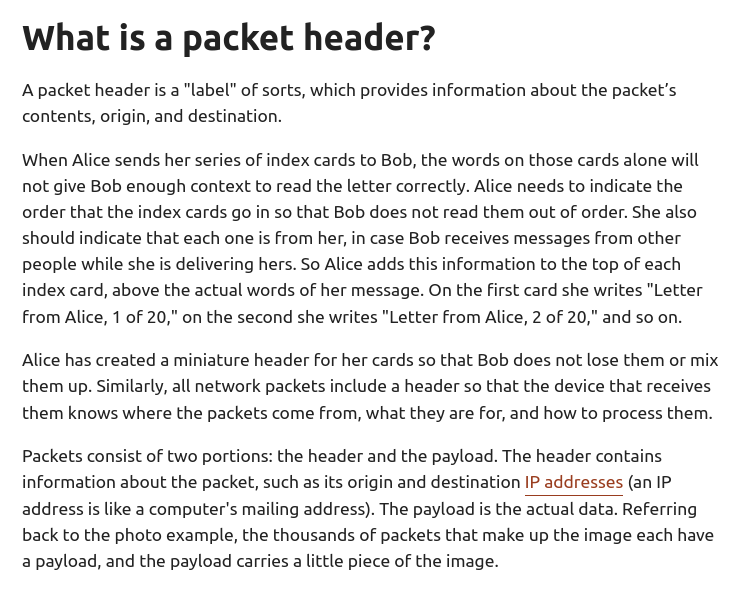 What is a packet header?
A packet header is a "label" of sorts, which provides information about the packet’s
contents, origin, and destination.
When Alice sends her series of index cards to Bob, the words on those cards alone will
not give Bob enough context to read the letter correctly. Alice needs to indicate the
order that the index cards go in so that Bob does not read them out of order. She also
should indicate that each one is from her, in case Bob receives messages from other
people while she is delivering hers. So Alice adds this information to the top of each
index card, above the actual words of her message. On the first card she writes "Letter
from Alice, 1 of 20," on the second she writes "Letter from Alice, 2 of 20," and so on.
Alice has created a miniature header for her cards so that Bob does not lose them or mix
them up. Similarly, all network packets include a header so that the device that receives
them knows where the packets come from, what they are for, and how to process them.
Packets consist of two portions: the header and the payload. The header contains
information about the packet, such as its origin and destination IP addresses (an IP
address is like a computer's mailing address). The payload is the actual data. Referring
back to the photo example, the thousands of packets that make up the image each have
a payload, and the payload carries a little piece of the image.